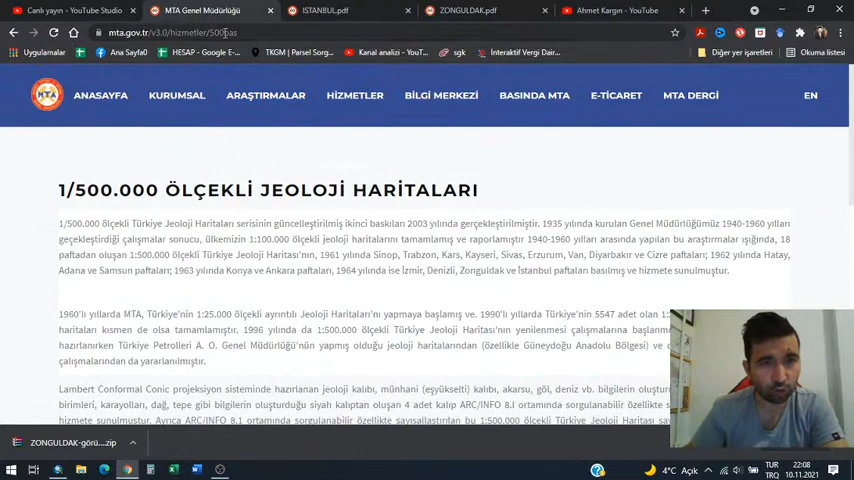 Canlı yayın - YouTube Studio
MTA Genel Müdürlüğü
ISTANBUL.pdf
ZONGULDAK.pdf
Ahmet Kargın - YouTube
mta.gov.tr/v3.0/hizmetler/500bas
Uygulamalar
Ana Sayfa0
HESAP - Google E-...
TKGM | Parsel Sorg...
Kanal analizi - YouT...
sgk
İnteraktif Vergi Dair...
Diğer yer işaretleri
Okuma listesi
MTA
ANASAYFA
KURUMSAL
ARAŞTIRMALAR
HİZMETLER
BİLGİ MERKEZİ
BASINDA MTA
E-TİCARET
MTA DERGİ
EN
1/500.000 ÖLÇEKLİ JEOLOJİ HARİTALARI
1/500.000 ölçekli Türkiye Jeoloji Haritaları serisinin güncelleştirilmiş ikinci baskıları 2003 yılında gerçekleştirilmiştir. 1935 yılında kurulan Genel Müdürlüğümüz 1940-1960 yılları
geçekleştirdiği çalışmalar sonucu, ülkemizin 1:100.000 ölçekli jeoloji haritalarını tamamlamış ve raporlamıştır 1940-1960 yılları arasında yapılan bu araştırmalar ışığında, 18
paftadan oluşan 1:500.000 ölçekli Türkiye Jeoloji Haritası'nın, 1961 yılında Sinop, Trabzon, Kars, Kayseri, Sivas, Erzurum, Van, Diyarbakır ve Cizre paftaları; 1962 yılında Hatay,
Adana ve Samsun paftaları; 1963 yılında Konya ve Ankara paftaları, 1964 yılında ise İzmir, Denizli, Zonguldak ve İstanbul paftaları basılmış ve hizmete sunulmuştur.
1960'lı yıllarda MTA, Türkiye'nin 1:25.000 ölçekli ayrıntılı Jeoloji Haritaları'nı yapmaya başlamış ve. 1990'lı yıllarda Türkiye'nin 5547 adet olan 1:2
haritaları kısmen de olsa tamamlamıştır. 1996 yılında da 1:500.000 ölçekli Türkiye Jeoloji Haritası'nın yenilenmesi çalışmalarına başlanm
hazırlanırken Türkiye Petrolleri A. O. Genel Müdürlüğü'nün yapmış olduğu jeoloji haritalarından (özellikle Güneydoğu Anadolu Bölgesi) ve d
çalışmalarından da yararlanılmıştır.
Lambert Conformal Conic projeksiyon sisteminde hazırlanan jeoloji kalıbı, münhani (eşyükselti) kalıbı, akarsu, göl, deniz vb. bilgilerin oluştur
birimleri, karayolları, dağ, tepe gibi bilgilerin oluşturduğu siyah kalıptan oluşan 4 adet kalıp ARC/INFO 8.I ortamında sorgulanabilir özellikte s
hizmete sunulmuştur. Ayrıca ARC/INFO 8.1 ortamında sorgulanabilir özellikte sayısallaştırılan bu 1:500.000 ölçekli Jeoloji Haritası say
ZONGULDAK-görü....zip
4°C Açık
TUR
TRQ
22:08
10.11.2021